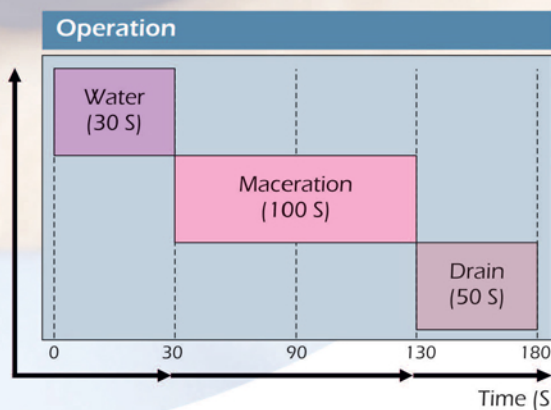 Operation
Water
(30 S)
Maceration
(100 S)
Drain
(50 S)
0 30 90 130 180
Time (S